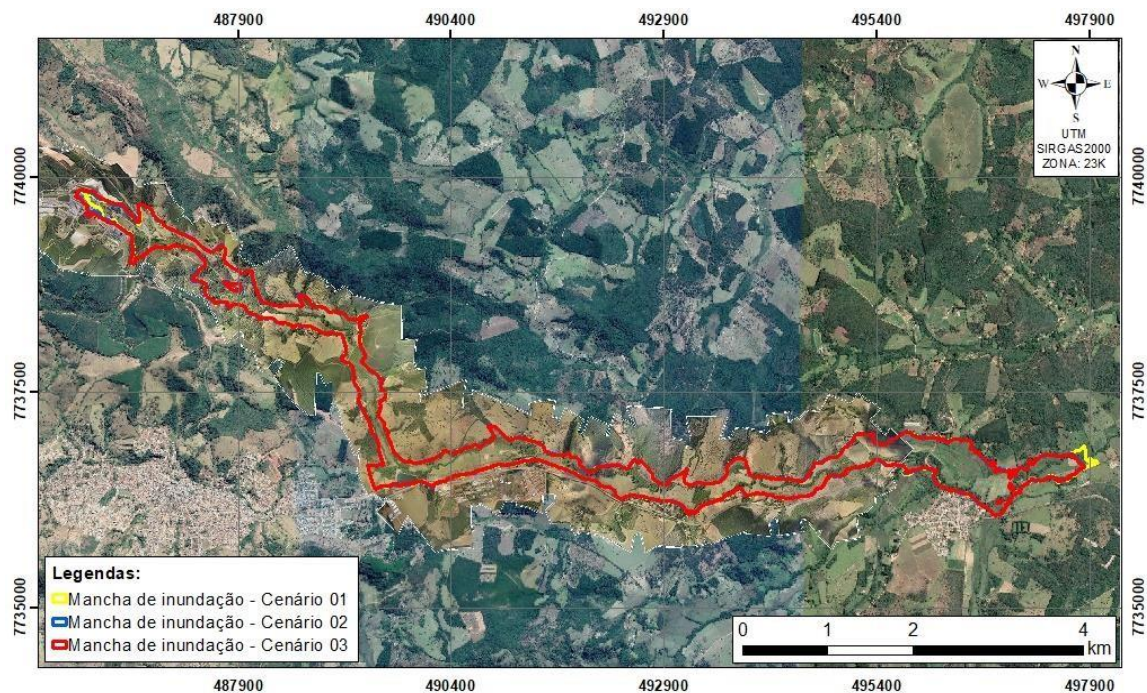 487900 490400 492900 495400 497900
N
W E
S
UTM
SIRGAS2000
ZONA: 23K
7740000 7740000
7737500 7737500
7735000 7735000
Legendas:
Mancha de inundação - Cenário 01
Mancha de inundação - Cenário 02
Mancha de inundação - Cenário 03
0 1 2 4
km
487900 490400 492900 495400 497900